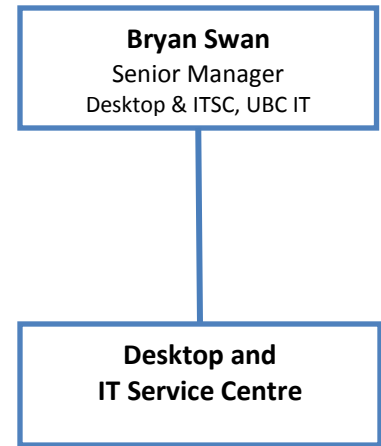 Bryan Swan
Senior Manager
Desktop & ITSC, UBC IT
Desktop and
IT Service Centre